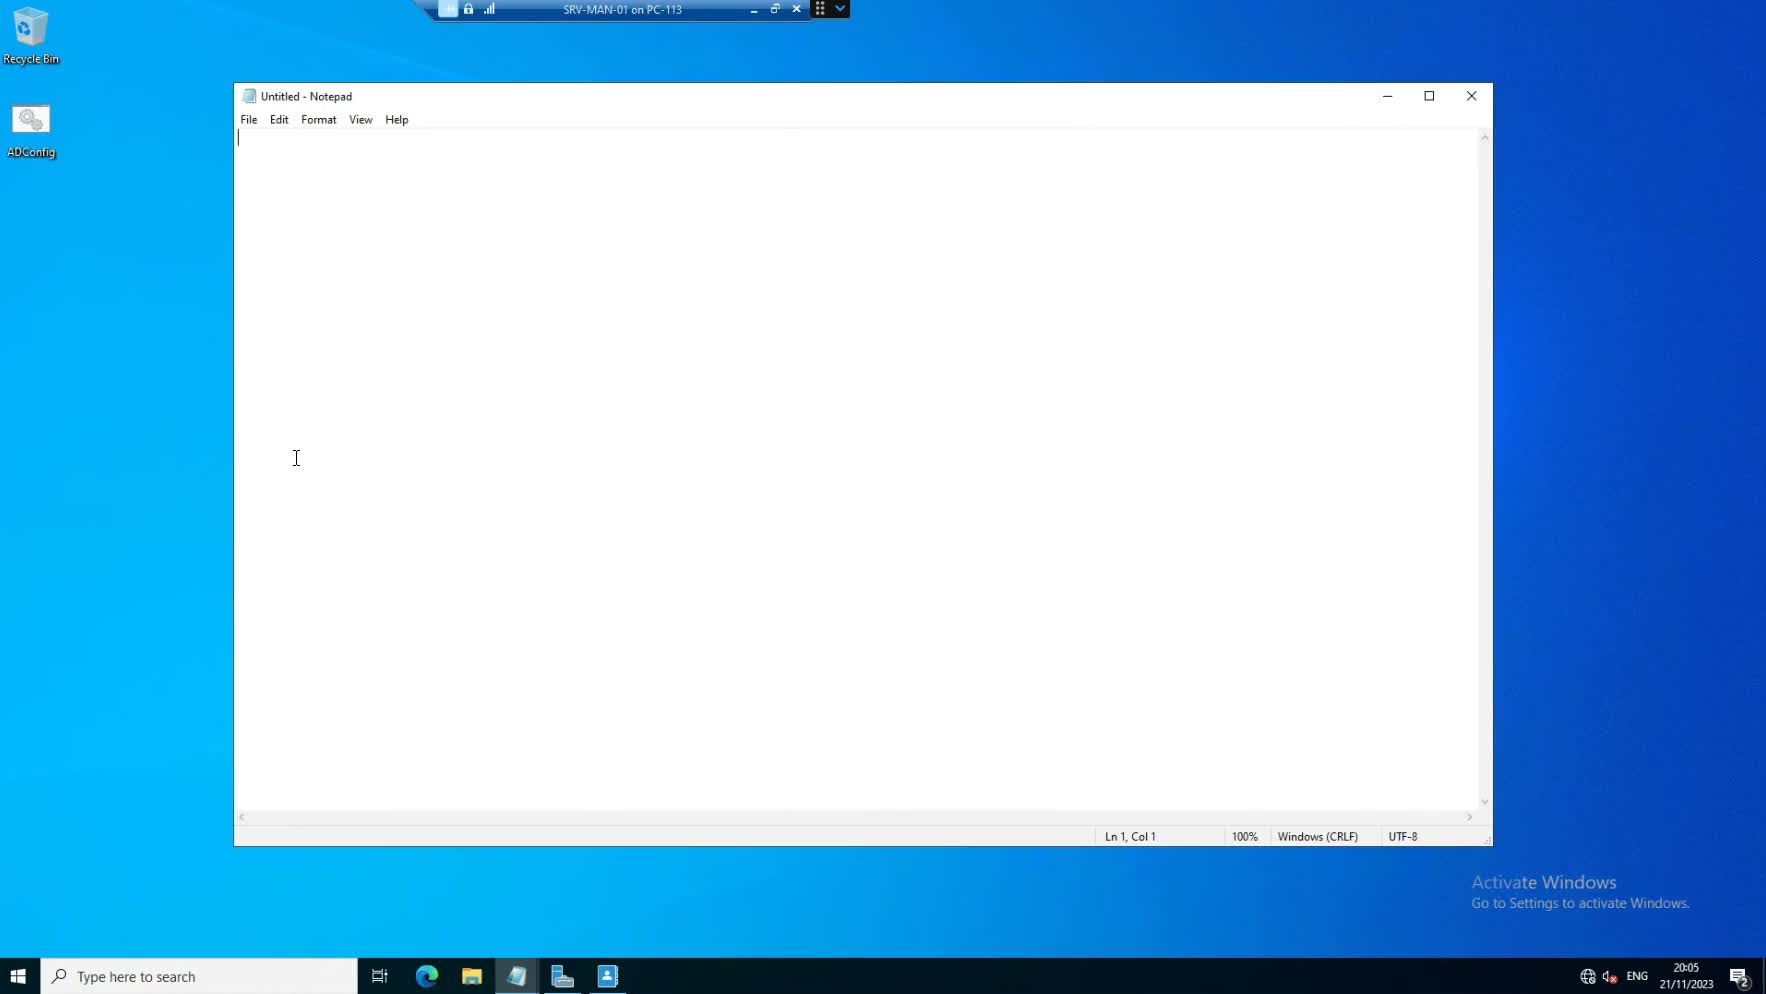 SRV-MAN-01 on PC-113
Recycle Bin
ADConfig
Untitled - Notepad
File Edit Format View Help
Ln 1, Col 1 100% Windows (CRLF) UTF-8
Activate Windows
Go to Settings to activate Windows.
Type here to search
ENG
20:05
21/11/2023
2